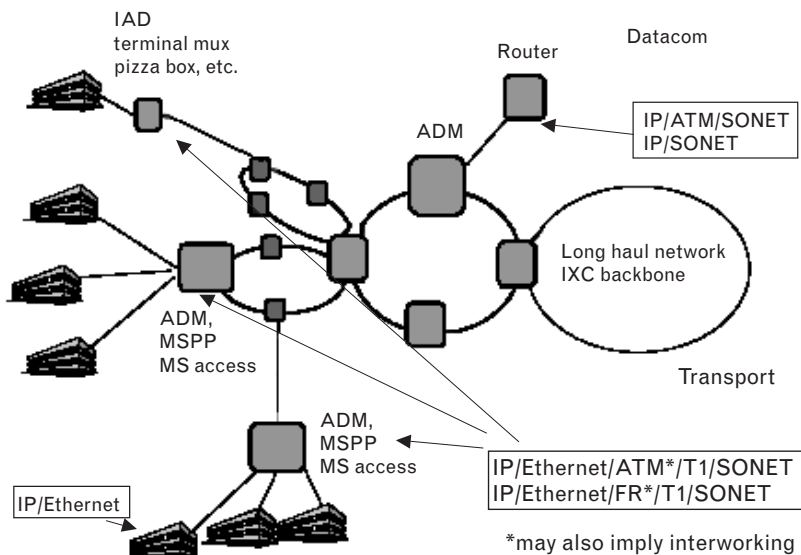 IAD
terminal mux
pizza box, etc.
Router
Datacom
ADM
IP/ATM/SONET
IP/SONET
Long haul network
IXC backbone
ADM,
MSPP
MS access
Transport
ADM,
MSPP
MS access
IP/Ethernet/ATM*/T1/SONET
IP/Ethernet/FR*/T1/SONET
IP/Ethernet
*may also imply interworking